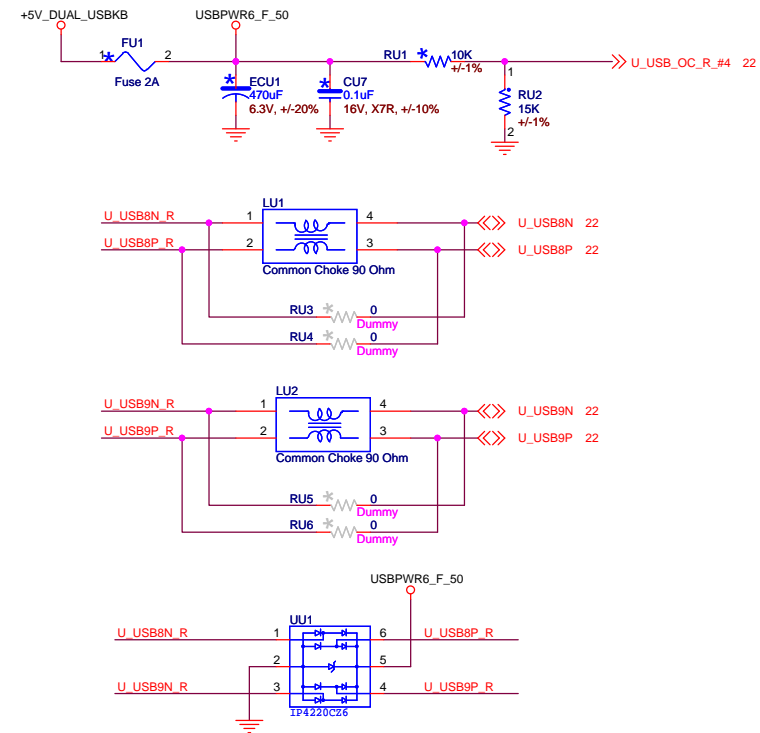 +5V_DUAL_USBKB
USBPWR6_F_50
FU1
1
*
2
Fuse 2A
*
ECU1
470uF
6.3V, +/-20%
*
CU7
0.1uF
16V, X7R, +/-10%
RU1
*
10K
+/-1%
1
RU2
15K
+/-1%
2
U_USB_OC_R_#4 22
LU1
U_USB8N_R
1
4
U_USB8N 22
U_USB8P_R
2
3
U_USB8P 22
Common Choke 90 Ohm
RU3
*
0
Dummy
RU4
*
0
Dummy
LU2
U_USB9N_R
1
4
U_USB9N 22
U_USB9P_R
2
3
U_USB9P 22
Common Choke 90 Ohm
RU5
*
0
Dummy
RU6
*
0
Dummy
USBPWR6_F_50
UU1
U_USB8N_R
1
6
U_USB8P_R
2
5
U_USB9N_R
3
4
U_USB9P_R
IP4220CZ6